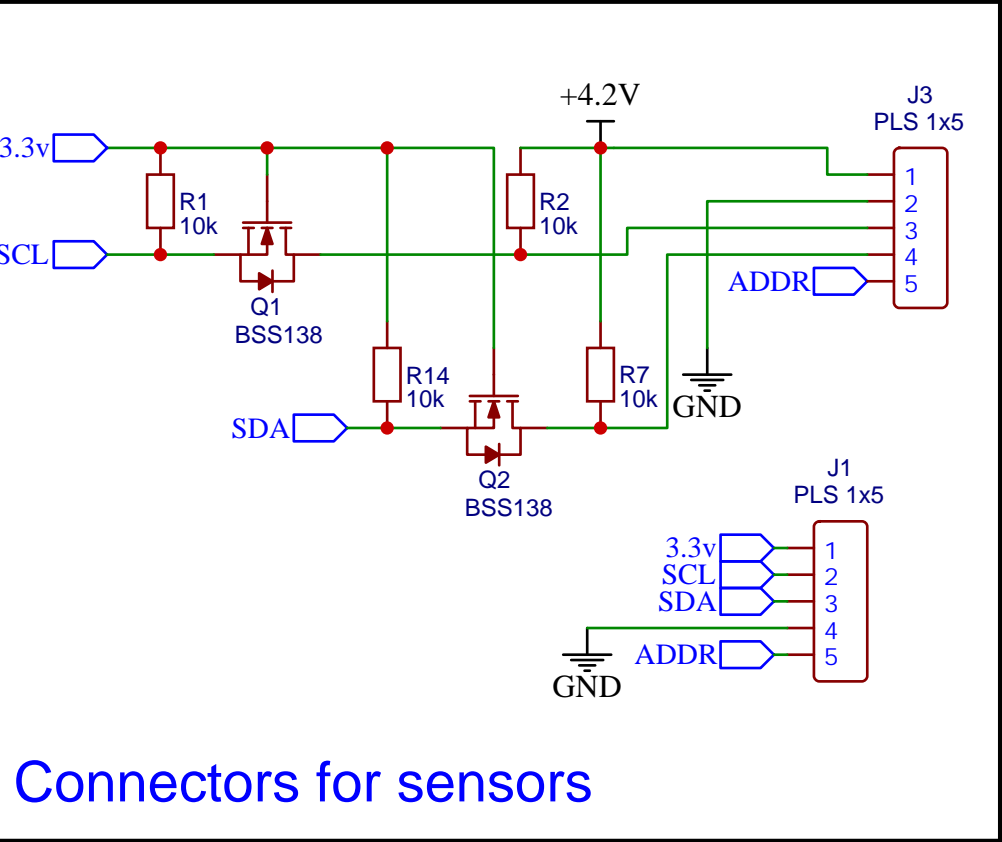 +4.2V
J3
PLS 1x5
3.3v
R1
10k
R2
10k
1
2
3
4
5
SCL
ADDR
Q1
BSS138
R14
10k
R7
10k
GND
SDA
Q2
BSS138
J1
PLS 1x5
3.3v
SCL
SDA
ADDR
1
2
3
4
5
GND
Connectors for sensors